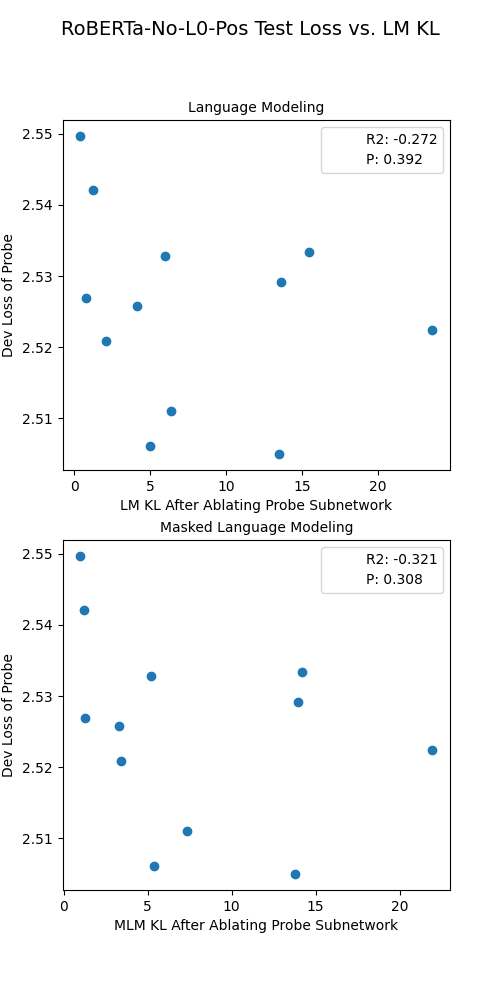 RoBERTa-No-L0-Pos Test Loss vs. LM KL
Language Modeling
R2: -0.272
P: 0.392
2.55
2.54
2.53
2.52
2.51
Dev Loss of Probe
0 5 10 15 20
LM KL After Ablating Probe Subnetwork
Masked Language Modeling
R2: -0.321
P: 0.308
2.55
2.54
2.53
2.52
2.51
Dev Loss of Probe
0 5 10 15 20
MLM KL After Ablating Probe Subnetwork